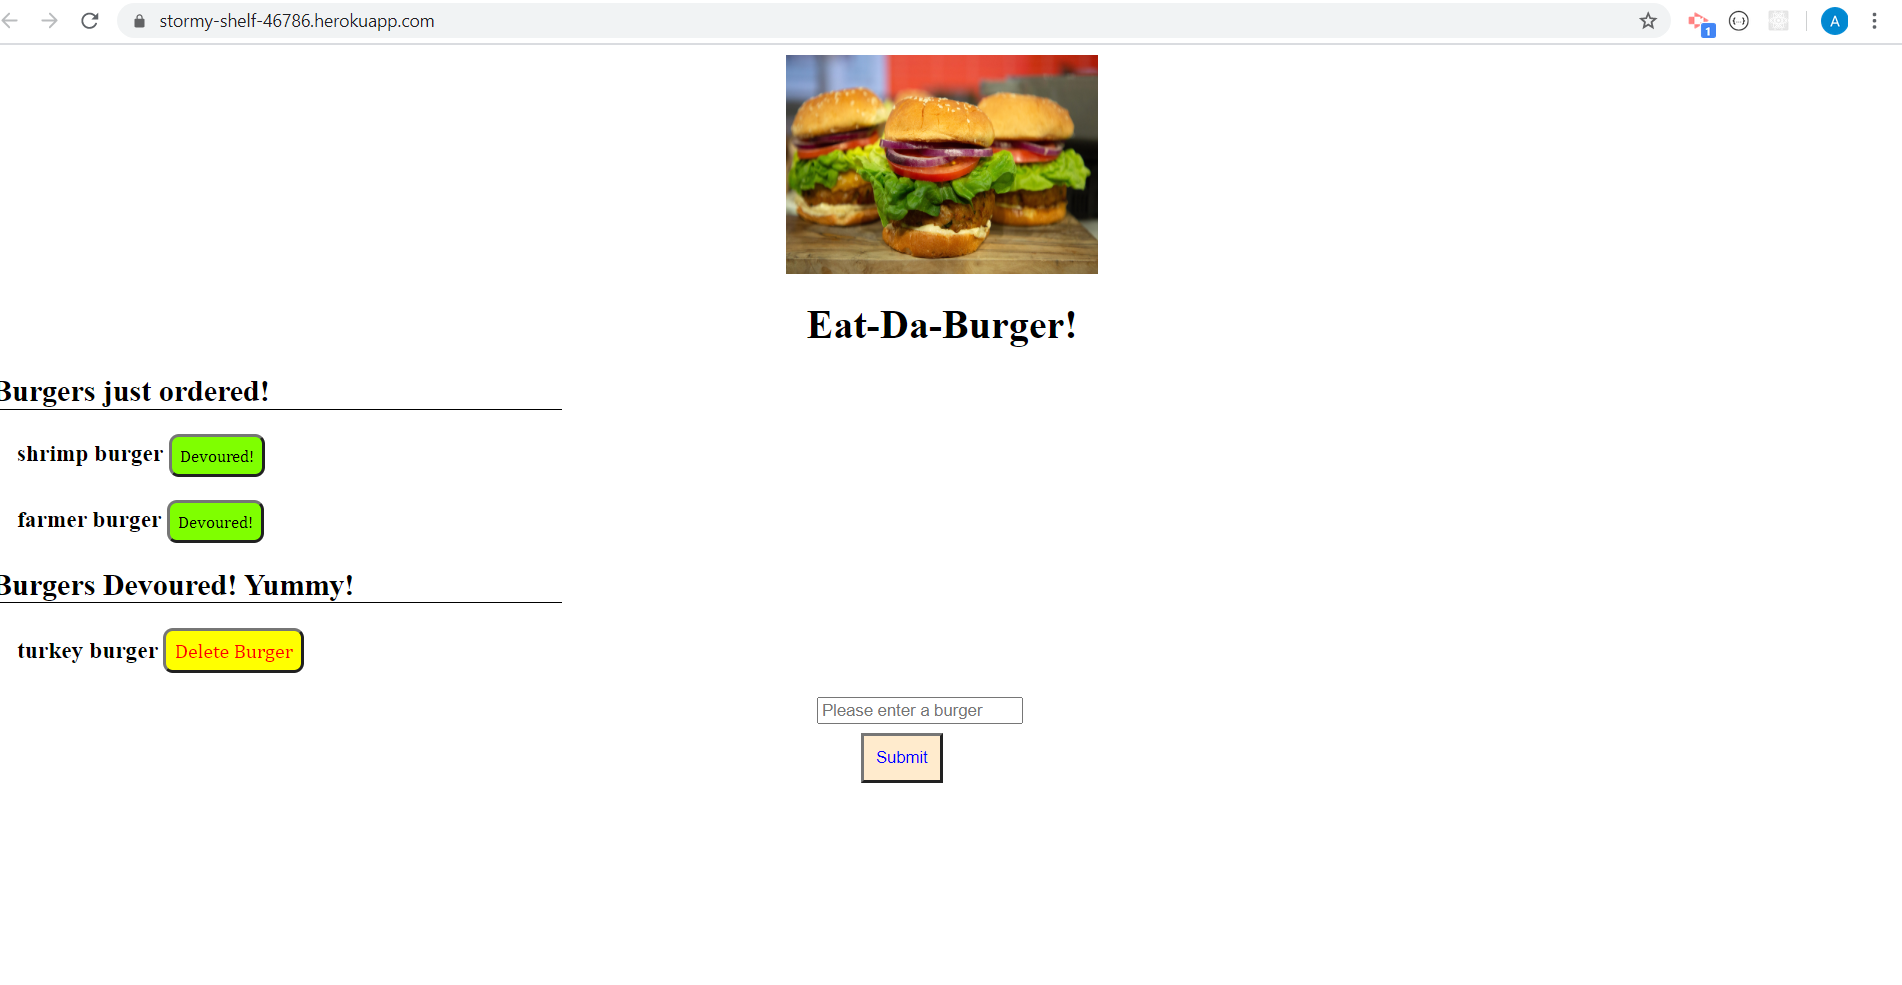 stormy-shelf-46786.herokuapp.com
1
A
Eat-Da-Burger!
Burgers just ordered!
shrimp burger Devoured!
farmer burger Devoured!
Burgers Devoured! Yummy!
turkey burger Delete Burger
Please enter a burger
Submit